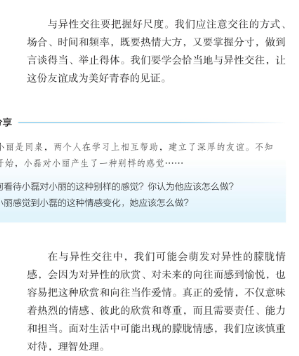 与异性交往要把握好尺度。我们应注意交往的方式、
场合、时间和频率，既要热情大方，又要掌握分寸，做到
言谈得当、举止得体。我们要学会恰当地与异性交往，让
这份友谊成为美好青春的见证。
分享
小丽是同桌，两个人在学习上相互帮助，建立了深厚的友谊。不知
开始，小磊对小丽产生了一种别样的感觉……
何看待小磊对小丽的这种别样的感觉？你认为他应该怎么做？
小丽感觉到小磊的这种情感变化，她应该怎么做？
在与异性交往中，我们可能会萌发对异性的朦胧情
感，会因为对异性的欣赏、对未来的向往而感到愉悦，也
容易把这种欣赏和向往当作爱情。真正的爱情，不仅意味
着热烈的情感、彼此的欣赏和尊重，而且需要责任、能力
和担当。面对生活中可能出现的朦胧情感，我们应该慎重
对待，理智处理。